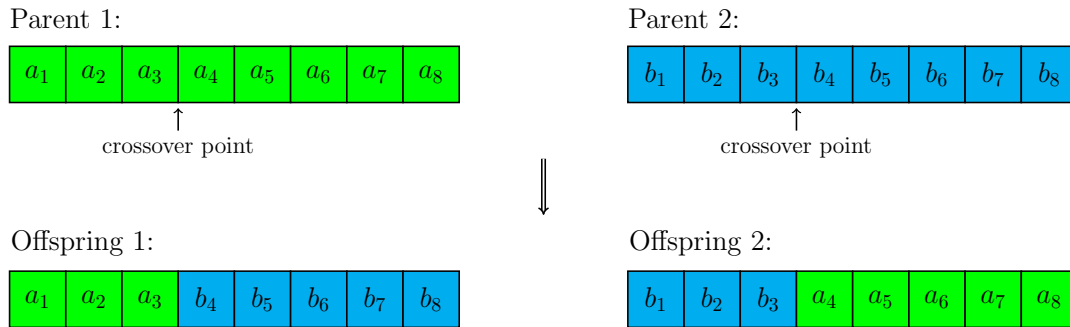 Parent 1: Parent 2:
a₁ a₂ a₃ a₄ a₅ a₆ a₇ a₈ b₁ b₂ b₃ b₄ b₅ b₆ b₇ b₈
crossover point crossover point
Offspring 1: Offspring 2:
a₁ a₂ a₃ b₄ b₅ b₆ b₇ b₈ b₁ b₂ b₃ a₄ a₅ a₆ a₇ a₈